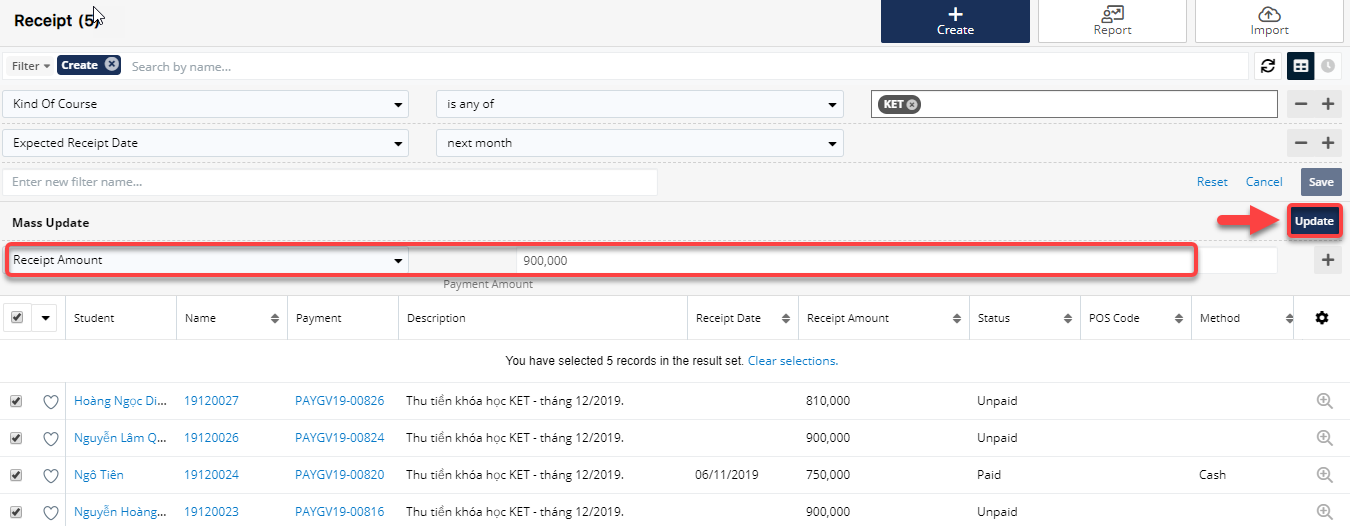 Receipt (5)
Create
Report
Import
Filter Create Search by name...
Kind Of Course is any of KET
Expected Receipt Date next month
Enter new filter name... Reset Cancel Save
Mass Update Update
Receipt Amount 900,000
Payment Amount
Student Name Payment Description Receipt Date Receipt Amount Status POS Code Method
You have selected 5 records in the result set. Clear selections.
Hoàng Ngọc Di... 19120027 PAYGV19-00826 Thu tiền khóa học KET - tháng 12/2019. 810,000 Unpaid
Nguyễn Lâm Q... 19120026 PAYGV19-00824 Thu tiền khóa học KET - tháng 12/2019. 900,000 Unpaid
Ngô Tiên 19120024 PAYGV19-00820 Thu tiền khóa học KET - tháng 12/2019. 06/11/2019 750,000 Paid Cash
Nguyễn Hoàng... 19120023 PAYGV19-00816 Thu tiền khóa học KET - tháng 12/2019. 900,000 Unpaid